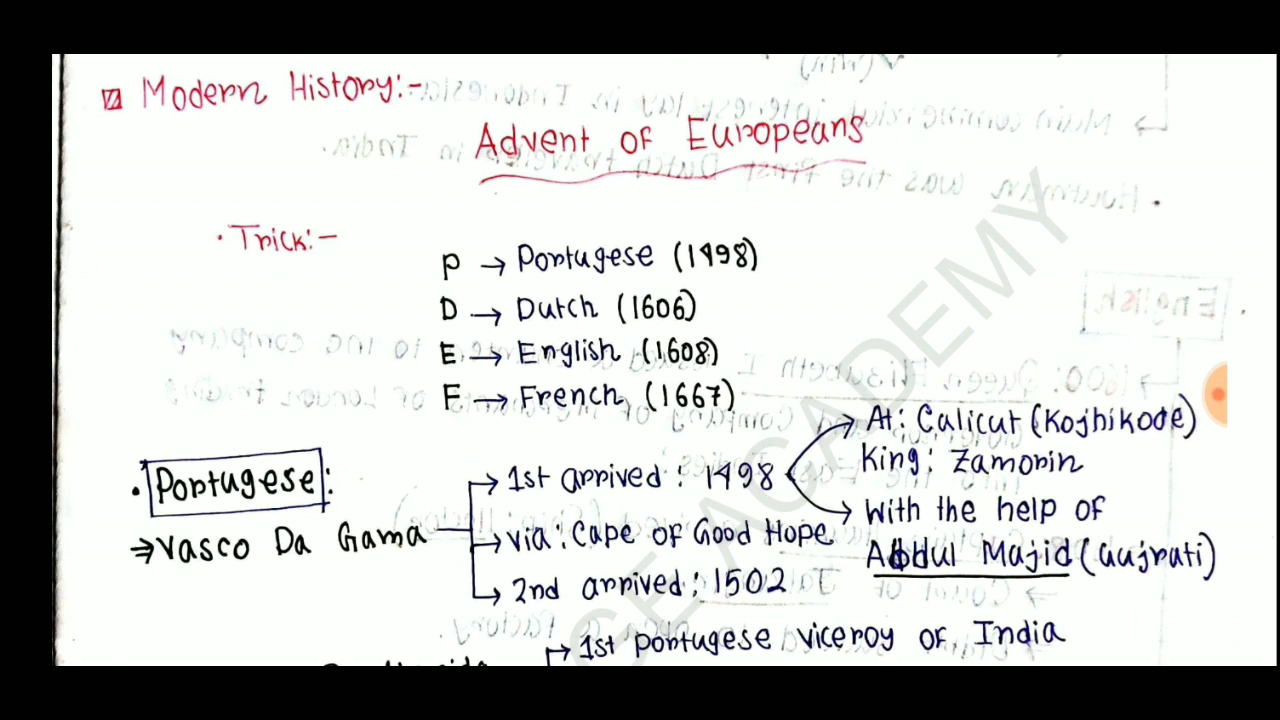 Modern History:-
Advent of Europeans
· Trick:-
P → Portugese (1498)
D → Dutch (1606)
E → English (1608)
F → French (1667)
· Portugese:
⇒ Vasco Da Gama
→ 1st arrived : 1498
→ At: Calicut (Kojhikode)
King: Zamorin
→ With the help of
Abdul Majid (Gujrati)
→ via: Cape of Good Hope
→ 2nd arrived: 1502
→ 1st portugese viceroy of India
ACADEMY